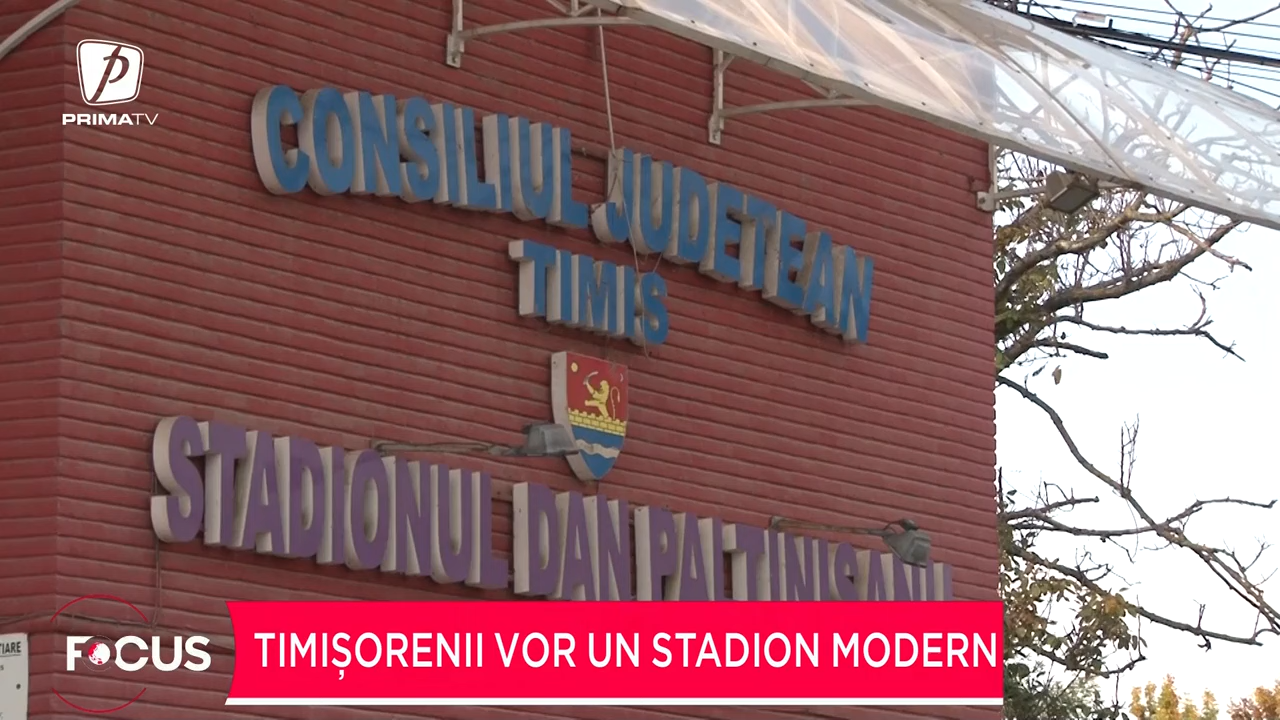 PRIMATV
CONSILIUL JUDETEAN
TIMIS
STADIONUL DAN PALTINISANU
FOCUS
TIMIȘORENII VOR UN STADION MODERN